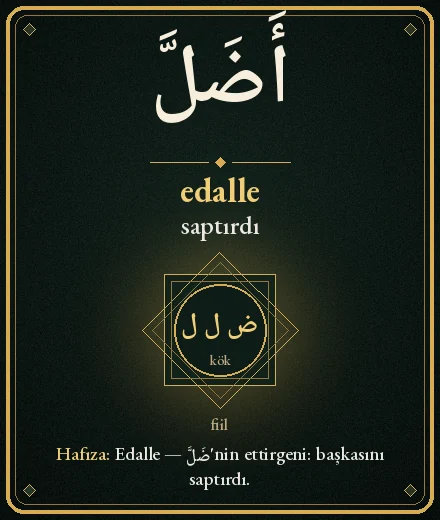 أَضَلَّ
edalle
saptırdı
ض ل ل
kök
fiil
Hafıza: Edalle — ضَلَّ'nin ettirgeni: başkasını
saptırdı.